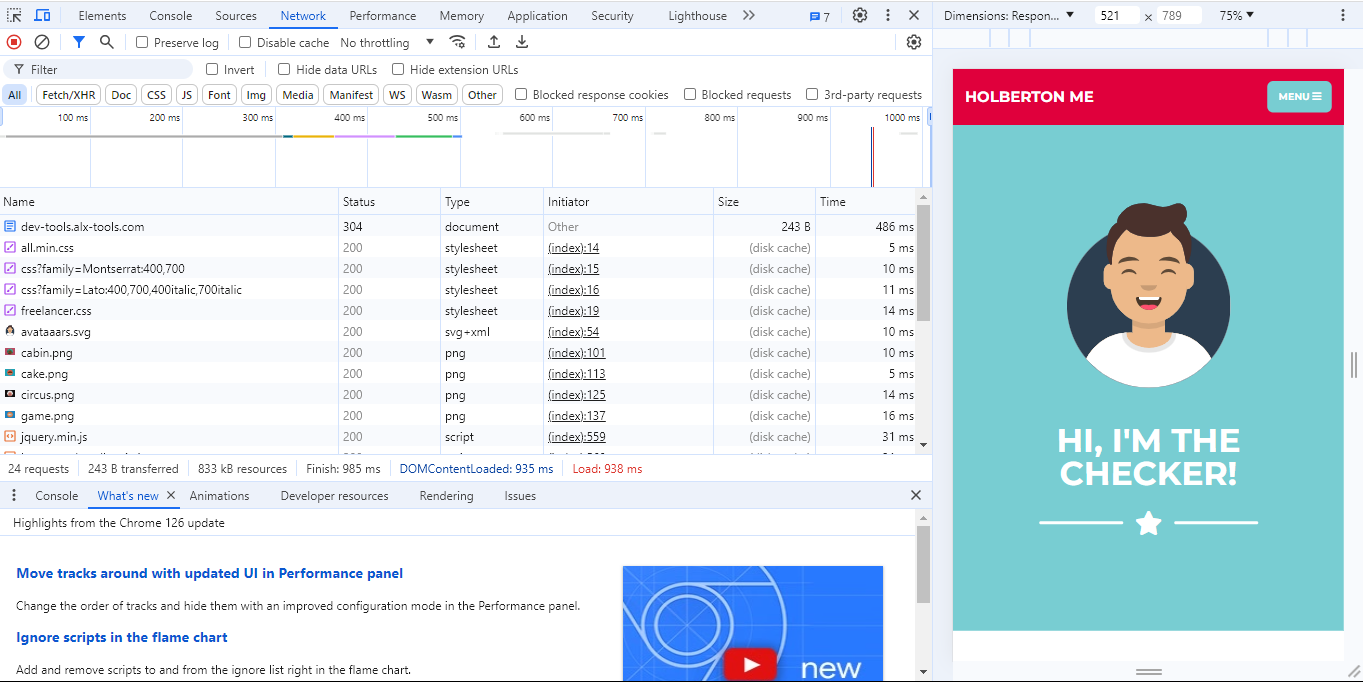 Elements Console Sources Network Performance Memory Application Security Lighthouse 7
Preserve log Disable cache No throttling
Filter Invert Hide data URLs Hide extension URLs
All Fetch/XHR Doc CSS JS Font Img Media Manifest WS Wasm Other Blocked response cookies Blocked requests 3rd-party requests
100 ms 200 ms 300 ms 400 ms 500 ms 600 ms 700 ms 800 ms 900 ms 1000 ms
Name Status Type Initiator Size Time
dev-tools.alx-tools.com 304 document Other 243 B 486 ms
all.min.css 200 stylesheet (index):14 (disk cache) 5 ms
css?family=Montserrat:400,700 200 stylesheet (index):15 (disk cache) 10 ms
css?family=Lato:400,700,400italic,700italic 200 stylesheet (index):16 (disk cache) 11 ms
freelancer.css 200 stylesheet (index):19 (disk cache) 14 ms
avataaars.svg 200 svg+xml (index):54 (disk cache) 10 ms
cabin.png 200 png (index):101 (disk cache) 10 ms
cake.png 200 png (index):113 (disk cache) 5 ms
circus.png 200 png (index):125 (disk cache) 14 ms
game.png 200 png (index):137 (disk cache) 16 ms
jquery.min.js 200 script (index):559 (disk cache) 31 ms
24 requests 243 B transferred 833 kB resources Finish: 985 ms DOMContentLoaded: 935 ms Load: 938 ms
Console What's new Animations Developer resources Rendering Issues
Highlights from the Chrome 126 update
Move tracks around with updated UI in Performance panel
Change the order of tracks and hide them with an improved configuration mode in the Performance panel.
Ignore scripts in the flame chart
Add and remove scripts to and from the ignore list right in the flame chart.
new
Dimensions: Respon... 521 × 789 75%
HOLBERTON ME MENU
HI, I'M THE
CHECKER!